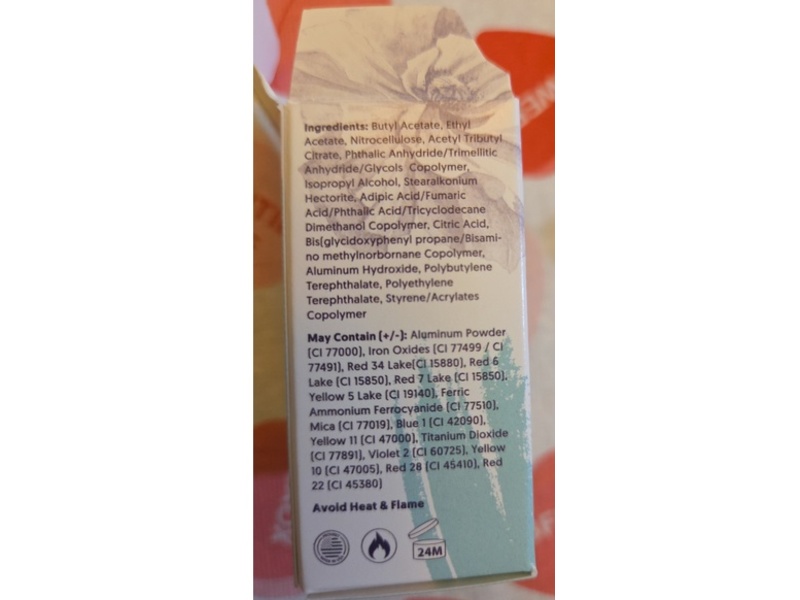 Ingredients: Butyl Acetate, Ethyl
Acetate, Nitrocellulose, Acetyl Tributyl
Citrate, Phthalic Anhydride/Trimellitic
Anhydride/Glycols Copolymer,
Isopropyl Alcohol, Stearalkonium
Hectorite, Adipic Acid/Fumaric
Acid/Phthalic Acid/Tricyclodecane
Dimethanol Copolymer, Citric Acid,
Bis(glycidoxyphenyl propane/Bisami-
no methylnorbornane Copolymer,
Aluminum Hydroxide, Polybutylene
Terephthalate, Polyethylene
Terephthalate, Styrene/Acrylates
Copolymer
May Contain (+/-): Aluminum Powder
(CI 77000), Iron Oxides (CI 77499 / CI
77491), Red 34 Lake(CI 15880), Red 6
Lake (CI 15850), Red 7 Lake (CI 15850),
Yellow 5 Lake (CI 19140), Ferric
Ammonium Ferrocyanide (CI 77510),
Mica (CI 77019), Blue 1 (CI 42090),
Yellow 11 (CI 47000), Titanium Dioxide
(CI 77891), Violet 2 (CI 60725), Yellow
10 (CI 47005), Red 28 (CI 45410), Red
22 (CI 45380)
Avoid Heat & Flame
24M